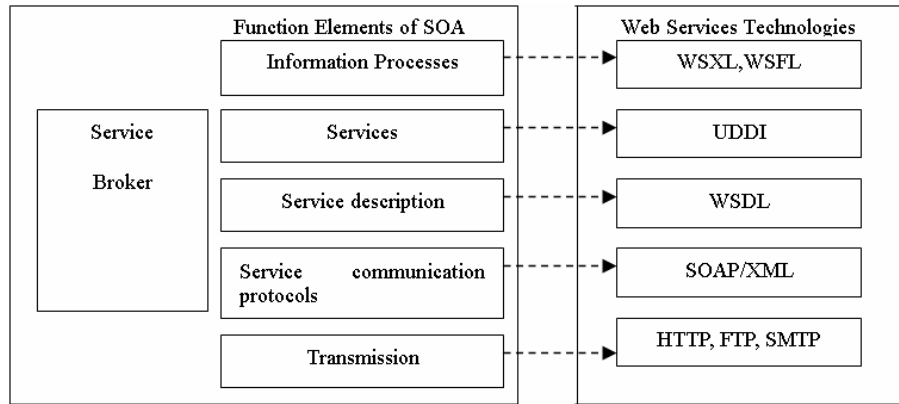 Function Elements of SOA
Information Processes
Service
Broker
Services
Service description
Service communication
protocols
Transmission
Web Services Technologies
WSXL,WSFL
UDDI
WSDL
SOAP/XML
HTTP, FTP, SMTP